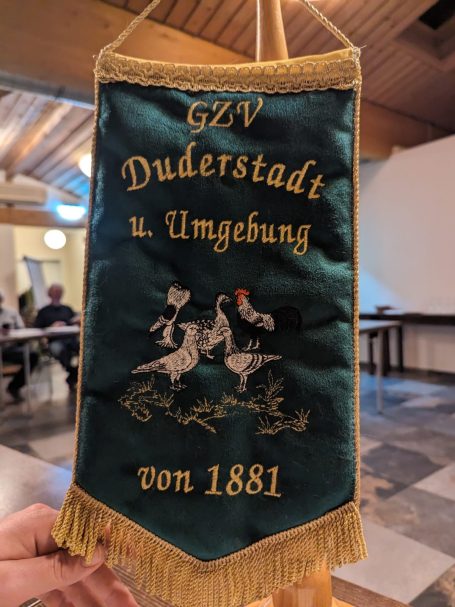 GZV
Duderstadt
u. Umgebung
von 1881